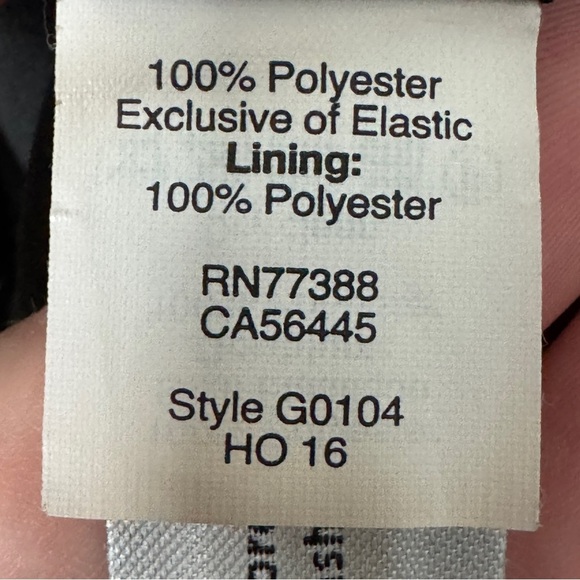 100% Polyester
Exclusive of Elastic
Lining:
100% Polyester
RN77388
CA56445
Style G0104
HO 16